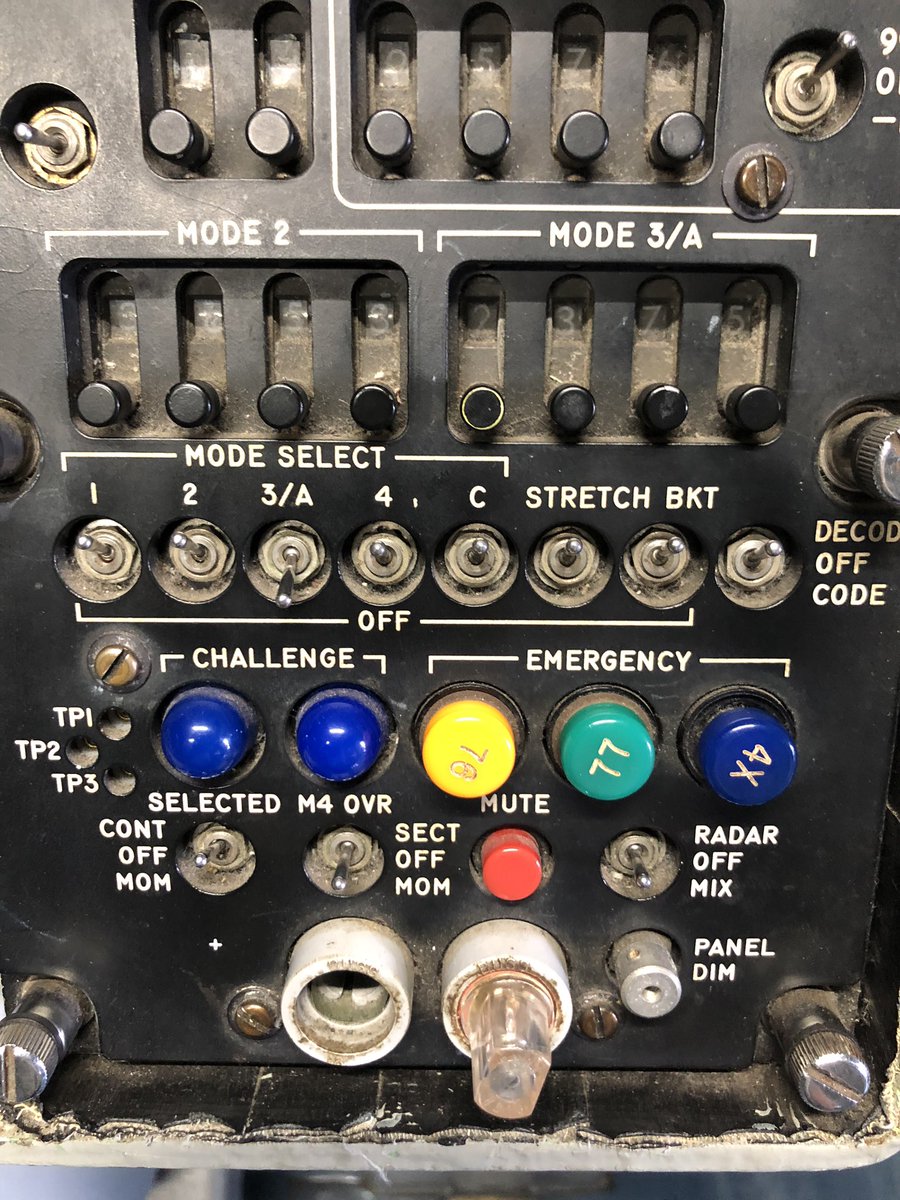 MODE 2
MODE 3/A
2 3 7 5
MODE SELECT
1 2 3/A 4 C STRETCH BKT
DECOD
OFF
CODE
OFF
CHALLENGE
EMERGENCY
TP1
TP2
TP3
76 77 4X
SELECTED M4 OVR MUTE
CONT
OFF
MOM
SECT
OFF
MOM
RADAR
OFF
MIX
+
PANEL
DIM